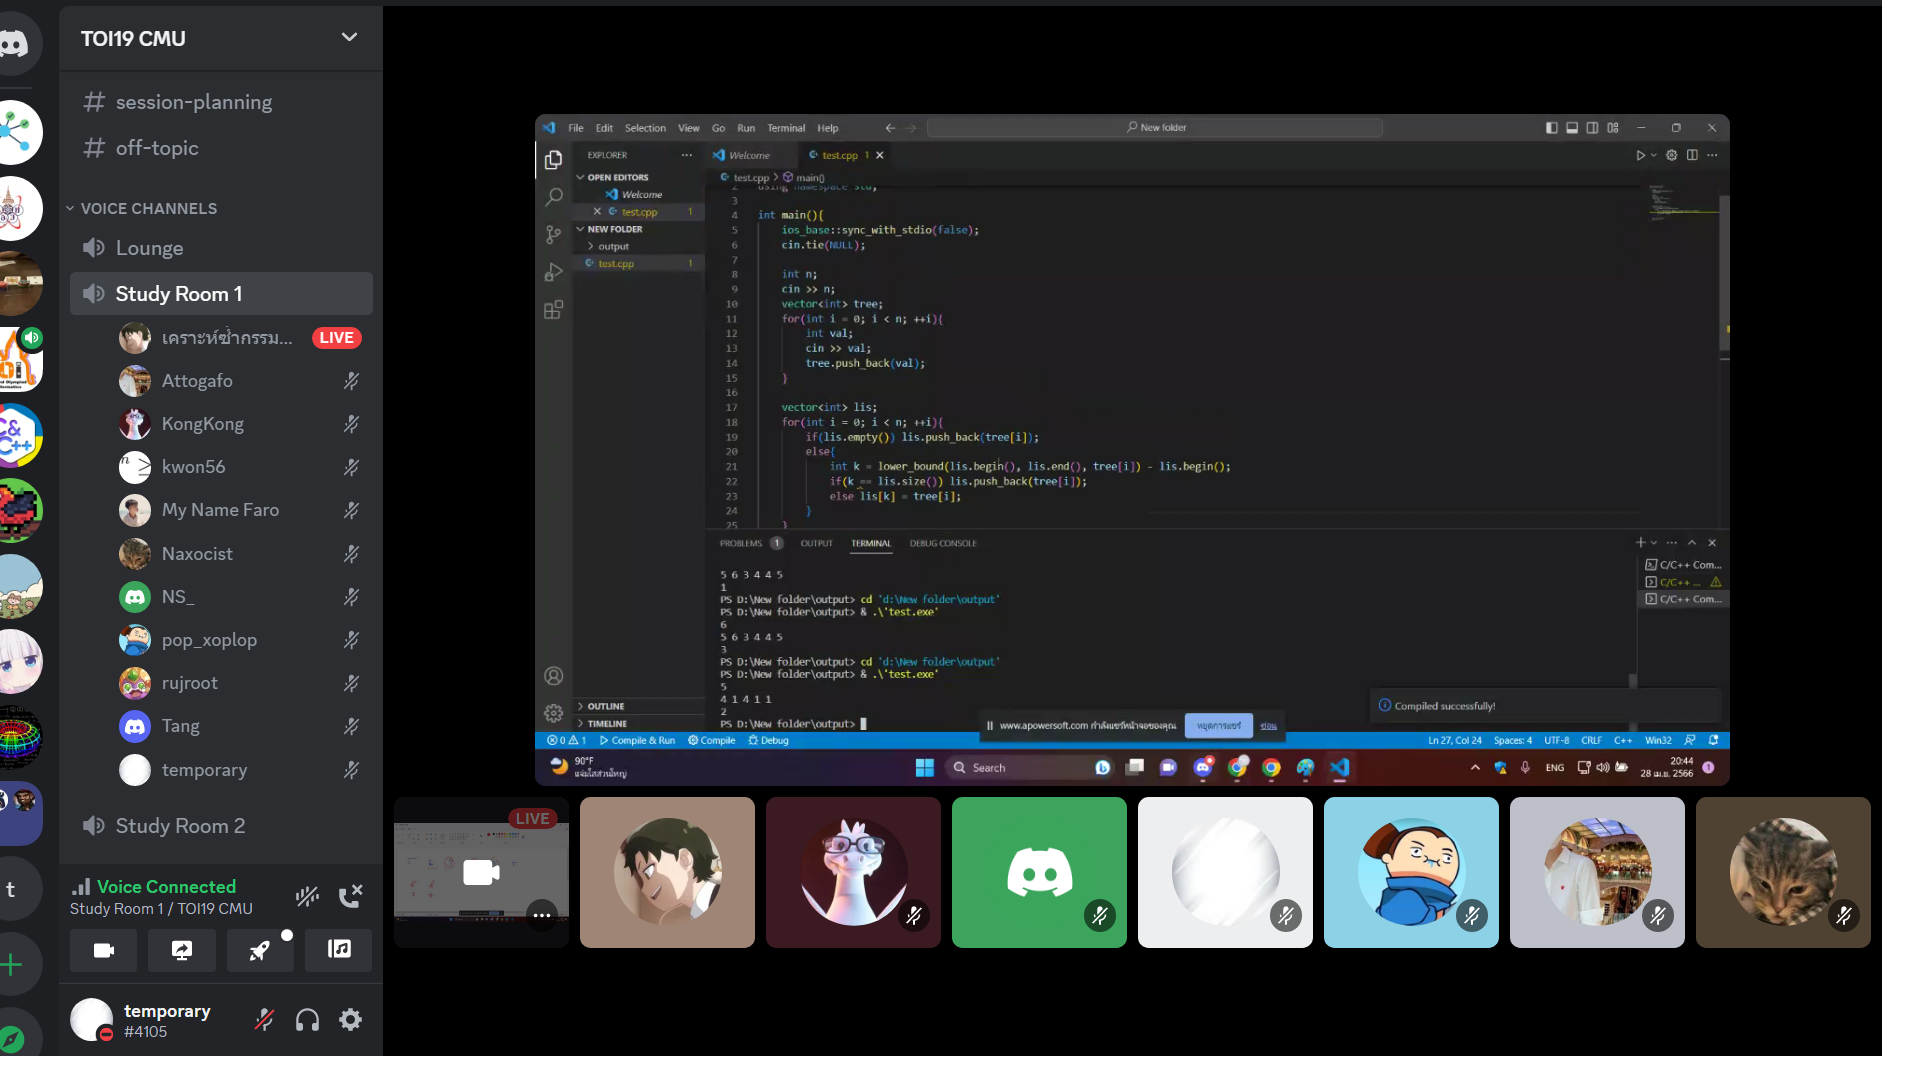 TOI19 CMU
session-planning
off-topic
VOICE CHANNELS
Lounge
Study Room 1
เคราะห์ซ้ำกรรม... LIVE
Attogafo
KongKong
kwon56
My Name Faro
Naxocist
NS_
pop_xoplop
rujroot
Tang
temporary
Study Room 2
Voice Connected
Study Room 1 / TOI19 CMU
temporary
#4105
t
File Edit Selection View Go Run Terminal Help
New folder
EXPLORER
Welcome
test.cpp 1
OPEN EDITORS
Welcome
test.cpp 1
NEW FOLDER
output
test.cpp 1
OUTLINE
TIMELINE
test.cpp > main()
2 using namespace std;
3
4 int main(){
5 ios_base::sync_with_stdio(false);
6 cin.tie(NULL);
7
8 int n;
9 cin >> n;
10 vector<int> tree;
11 for(int i = 0; i < n; ++i){
12 int val;
13 cin >> val;
14 tree.push_back(val);
15 }
16
17 vector<int> lis;
18 for(int i = 0; i < n; ++i){
19 if(lis.empty()) lis.push_back(tree[i]);
20 else{
21 int k = lower_bound(lis.begin(), lis.end(), tree[i]) - lis.begin();
22 if(k == lis.size()) lis.push_back(tree[i]);
23 else lis[k] = tree[i];
24 }
25 }
PROBLEMS 1 OUTPUT TERMINAL DEBUG CONSOLE
5 6 3 4 4 5
1
PS D:\New folder\output> cd 'd:\New folder\output'
PS D:\New folder\output> & .\'test.exe'
6
5 6 3 4 4 5
3
PS D:\New folder\output> cd 'd:\New folder\output'
PS D:\New folder\output> & .\'test.exe'
5
4 1 4 1 1
2
PS D:\New folder\output>
C/C++ Com...
C/C++ ...
C/C++ Com...
Compiled successfully!
www.apowersoft.com กำลังแชร์หน้าจอของคุณ หยุดการแชร์ ซ่อน
0 1 Compile & Run Compile Debug
Ln 27, Col 24 Spaces: 4 UTF-8 CRLF C++ Win32
90°F
Search
ENG
20:44
28 เม.ย. 2566
1
LIVE